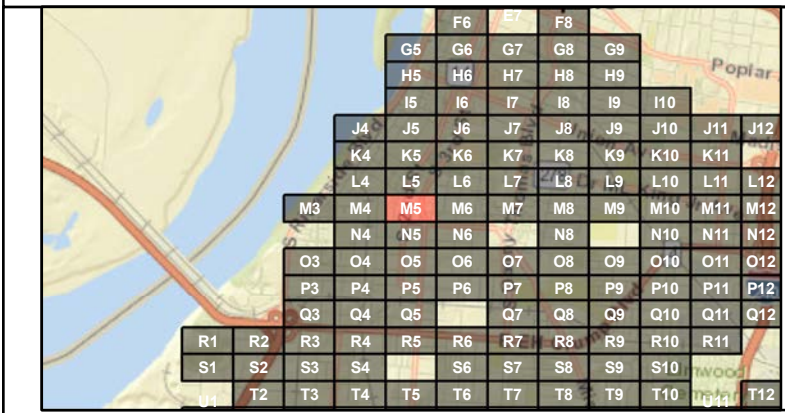 F6 E7 F8
G5 G6 G7 G8 G9
H5 H6 H7 H8 H9
Poplar
I5 I6 I7 I8 I9 I10
J4 J5 J6 J7 J8 J9 J10 J11 J12
K4 K5 K6 K7 K8 K9 K10 K11
L4 L5 L6 L7 L8 L9 L10 L11 L12
M3 M4 M5 M6 M7 M8 M9 M10 M11 M12
N4 N5 N6 N8 N10 N11 N12
O3 O4 O5 O6 O7 O8 O9 O10 O11 O12
P3 P4 P5 P6 P7 P8 P9 P10 P11 P12
Q3 Q4 Q5 Q7 Q8 Q9 Q10 Q11 Q12
R1 R2 R3 R4 R5 R6 R7 R8 R9 R10 R11
S1 S2 S3 S4 S6 S7 S8 S9 S10
U1 T2 T3 T4 T5 T6 T7 T8 T9 T10 U11 T12
S Riverside Blvd
S 3rd St